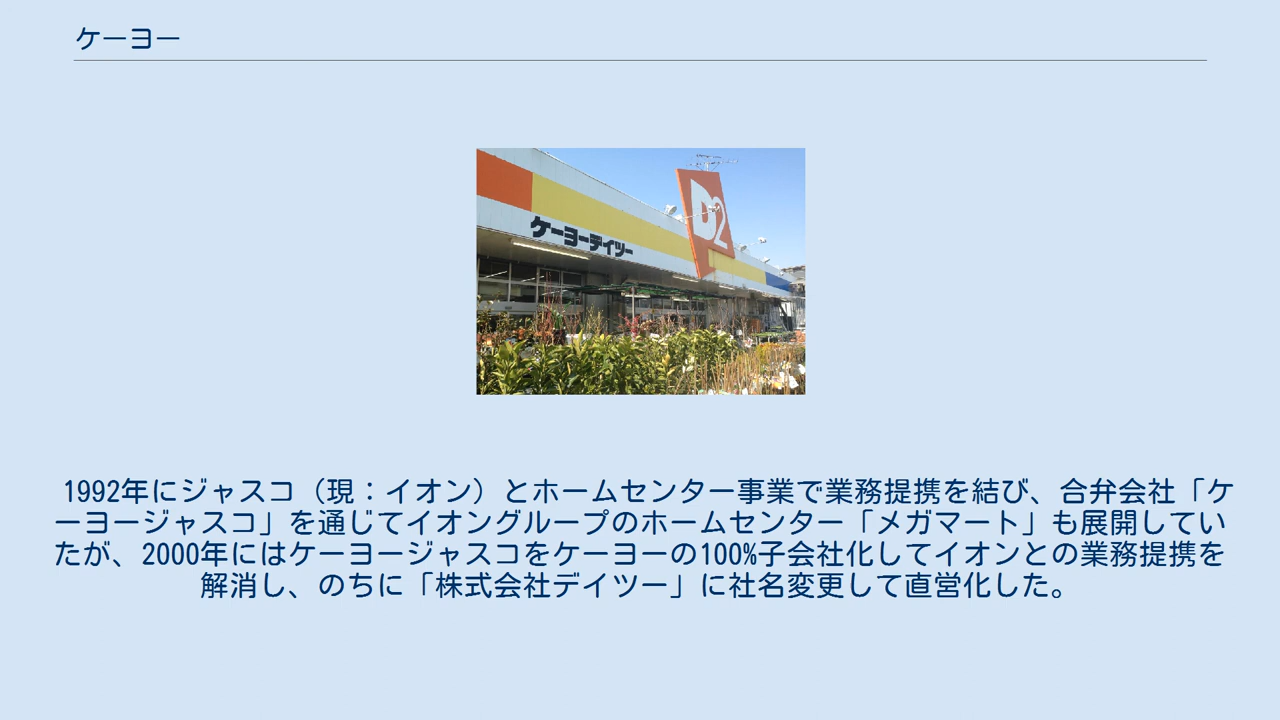 ケーヨー
D2
ケーヨーデイツー
1992年にジャスコ（現：イオン）とホームセンター事業で業務提携を結び、合弁会社「ケ
ーヨージャスコ」を通じてイオングループのホームセンター「メガマート」も展開してい
たが、2000年にはケーヨージャスコをケーヨーの100%子会社化してイオンとの業務提携を
解消し、のちに「株式会社デイツー」に社名変更して直営化した。